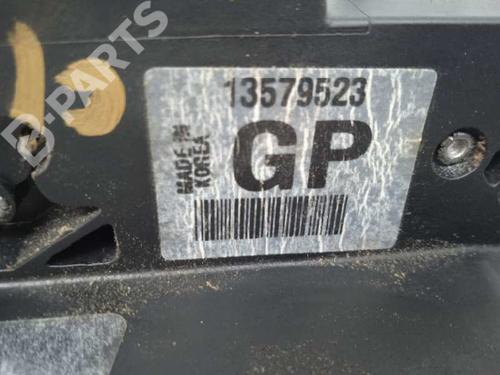 13579523
MADE IN
KOREA
GP
D-PARTS